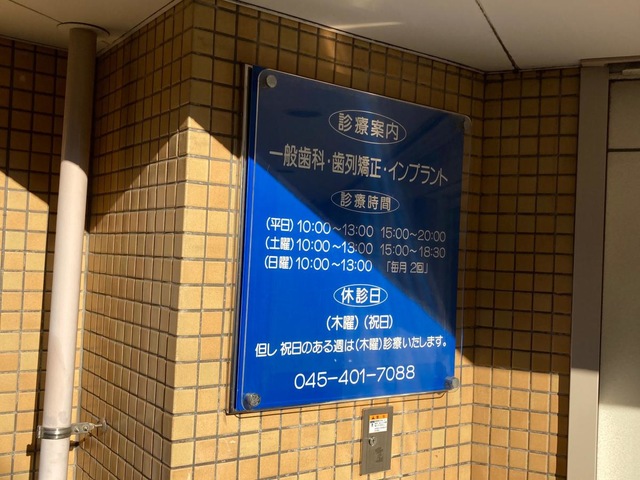 診療案内
一般歯科・歯列矯正・インプラント
診療時間
(平日) 10:00～13:00 15:00～20:00
(土曜) 10:00～13:00 15:00～18:30
(日曜) 10:00～13:00 「毎月 2回」
休診日
(木曜) (祝日)
但し 祝日のある週は(木曜)診療いたします。
045-401-7088